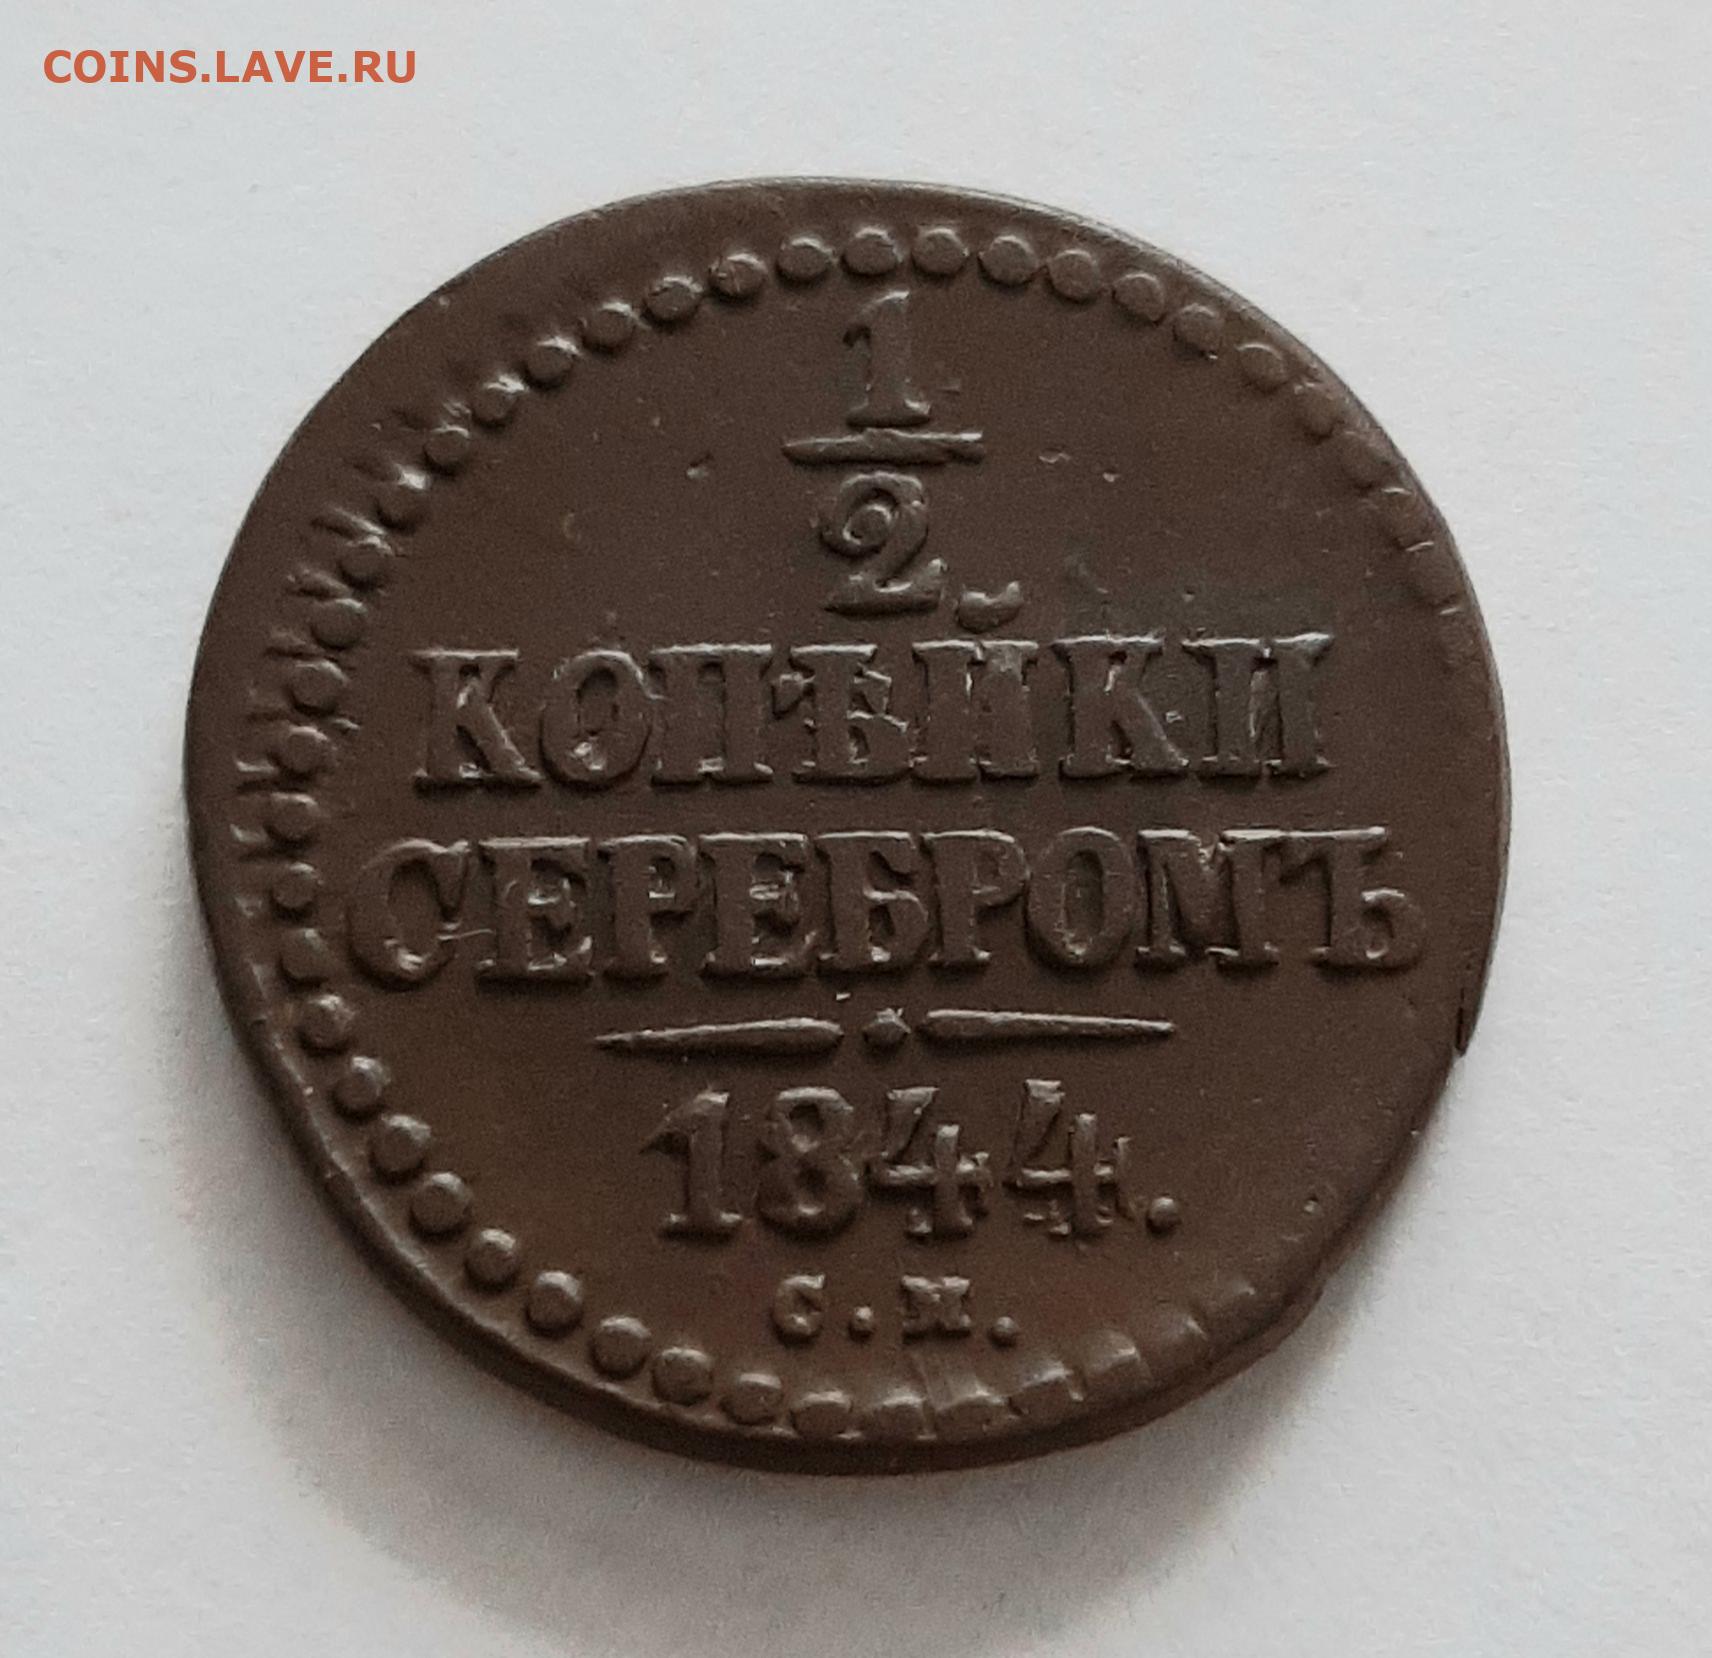 COINS.LAVE.RU
1
2.
КОПѢЙКИ
СЕРЕБРОМЪ
1844.
С.М.